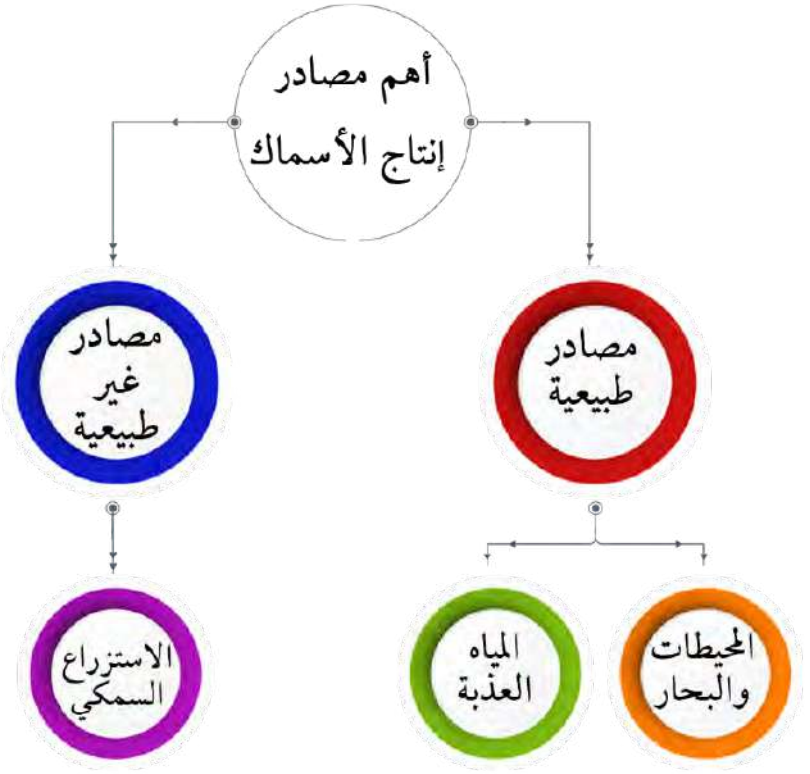 أهم مصادر
إنتاج الأسماك
مصادر
طبيعية
مصادر
غير
طبيعية
المحيطات
والبحار
المياه
العذبة
الاستزراع
السمكي